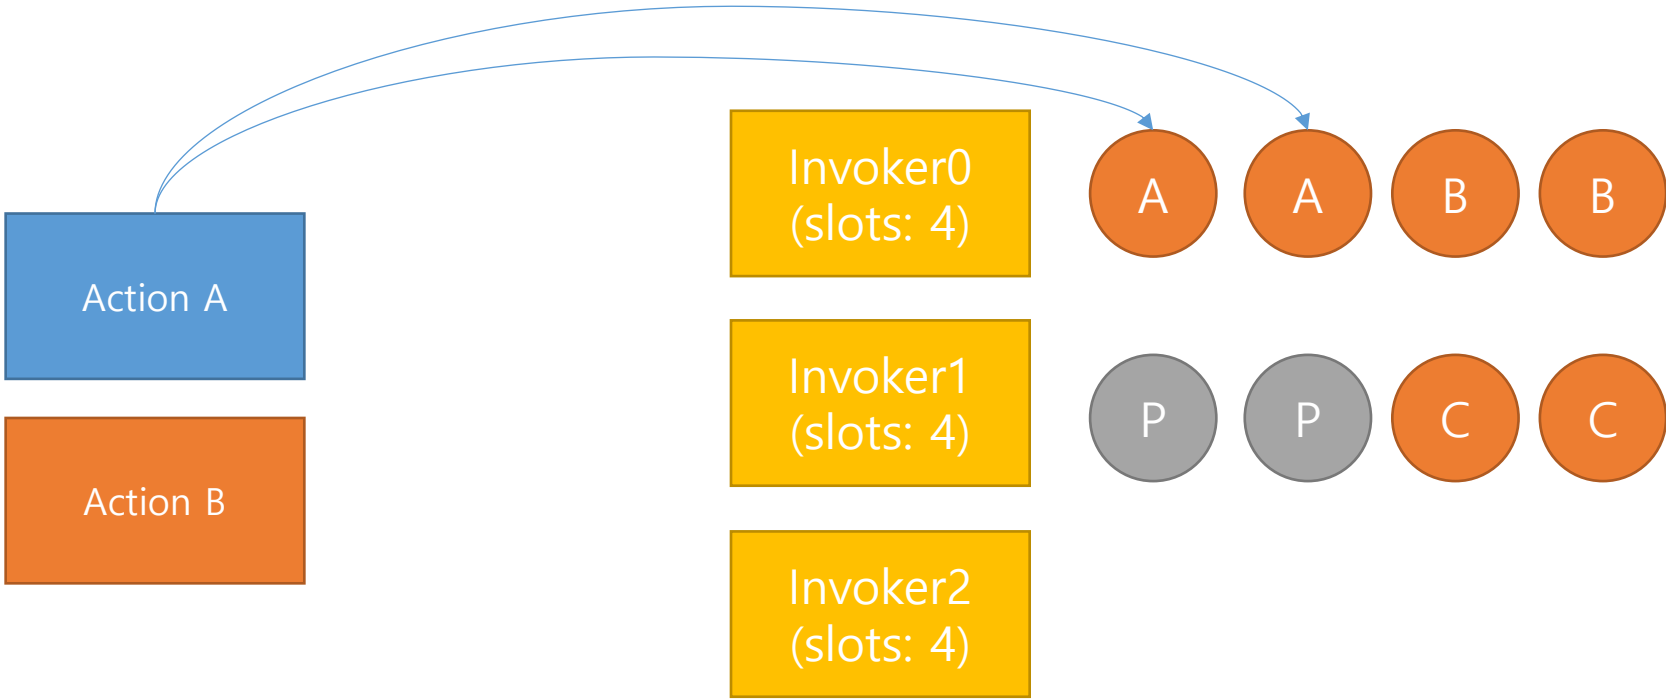 Action A
Action B
Invoker0
(slots: 4)
A A B B
Invoker1
(slots: 4)
P P C C
Invoker2
(slots: 4)